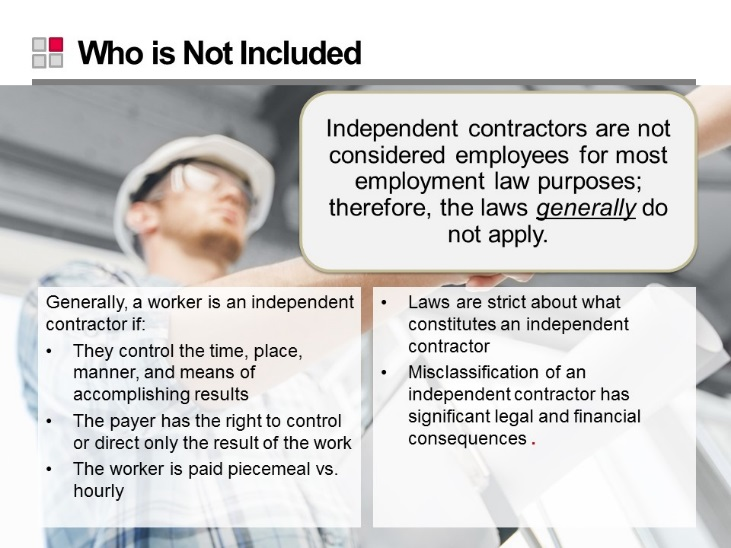 Who is Not Included
Independent contractors are not
considered employees for most
employment law purposes;
therefore, the laws generally do
not apply.
Generally, a worker is an independent
contractor if:
• They control the time, place,
manner, and means of
accomplishing results
• The payer has the right to control
or direct only the result of the work
• The worker is paid piecemeal vs.
hourly
• Laws are strict about what
constitutes an independent
contractor
• Misclassification of an
independent contractor has
significant legal and financial
consequences .